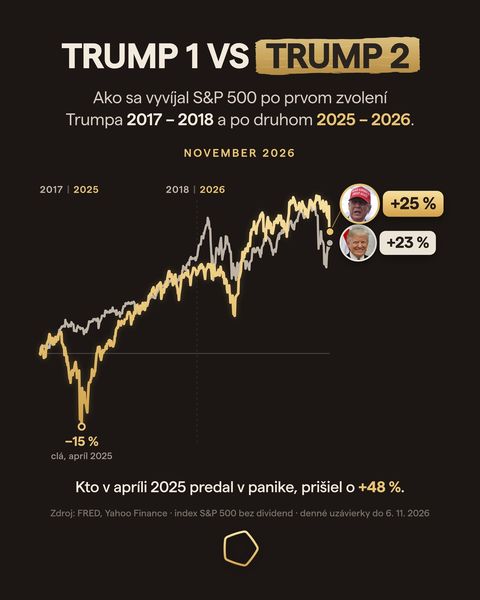 TRUMP 1 VS TRUMP 2
Ako sa vyvíjal S&P 500 po prvom zvolení
Trumpa 2017 – 2018 a po druhom 2025 – 2026.
NOVEMBER 2026
2017 | 2025
2018 | 2026
+25 %
+23 %
–15 %
clá, apríl 2025
Kto v apríli 2025 predal v panike, prišiel o +48 %.
Zdroj: FRED, Yahoo Finance · index S&P 500 bez dividend · denné uzávierky do 6. 11. 2026